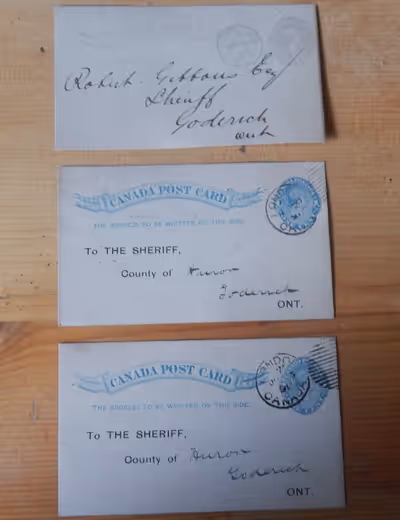 Robert Gibbons Esq
Sheriff
Goderich
CANADA POST CARD
THE ADDRESS TO BE WRITTEN ON THIS SIDE
LONDON
To THE SHERIFF,
County of Huron
Goderich
ONT.
CANADA POST CARD
THE ADDRESS TO BE WRITTEN ON THIS SIDE
LONDON
CANADA
To THE SHERIFF,
County of Huron
Goderich
ONT.